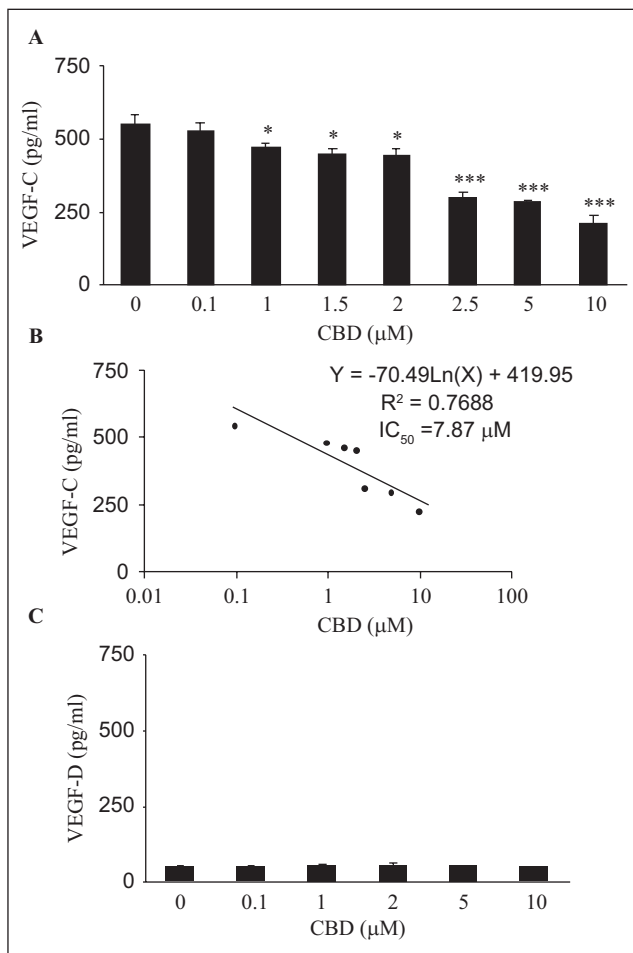 A
750
500
250
0
VEGF-C (pg/ml)
* * * *** *** ***
0 0.1 1 1.5 2 2.5 5 10
CBD (μM)
B
Y = -70.49Ln(X) + 419.95
R² = 0.7688
IC₅₀ =7.87 μM
750
500
250
0
VEGF-C (pg/ml)
0.01 0.1 1 10 100
CBD (μM)
C
750
500
250
0
VEGF-D (pg/ml)
0 0.1 1 2 5 10
CBD (μM)